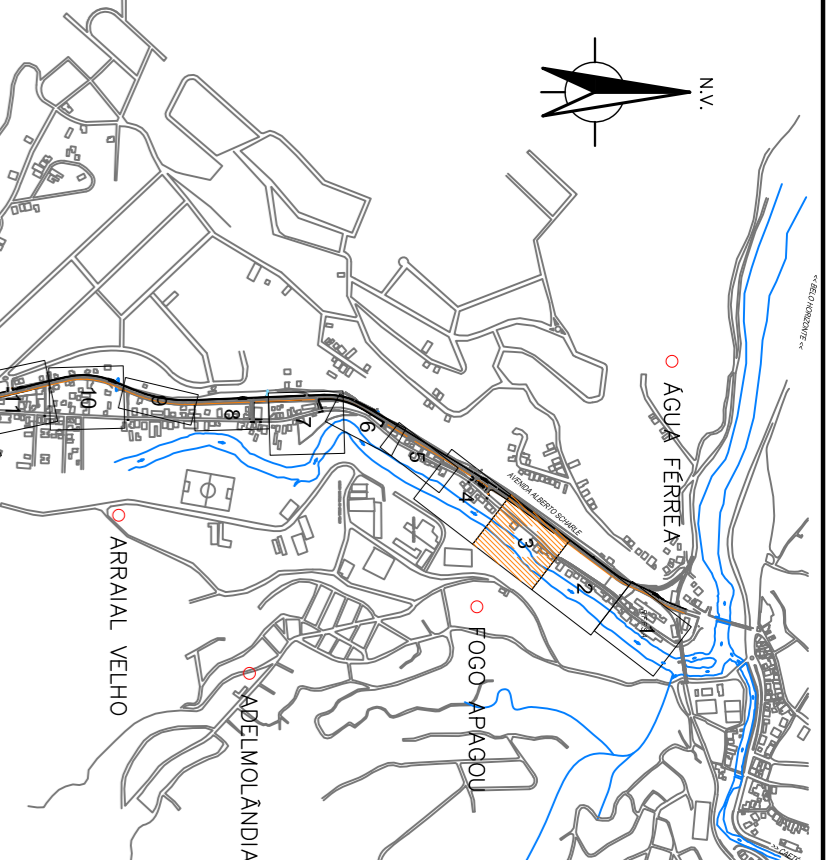 N.V.
<< BELO HORIZONTE <<
ÁGUA FÉRREA
AVENIDA ALBERTO SCHARLE
11
10
9
8
7
6
5
4
3
2
1
ARRAIAL VELHO
FOGO APAGOU
ADELMOLÂNDIA